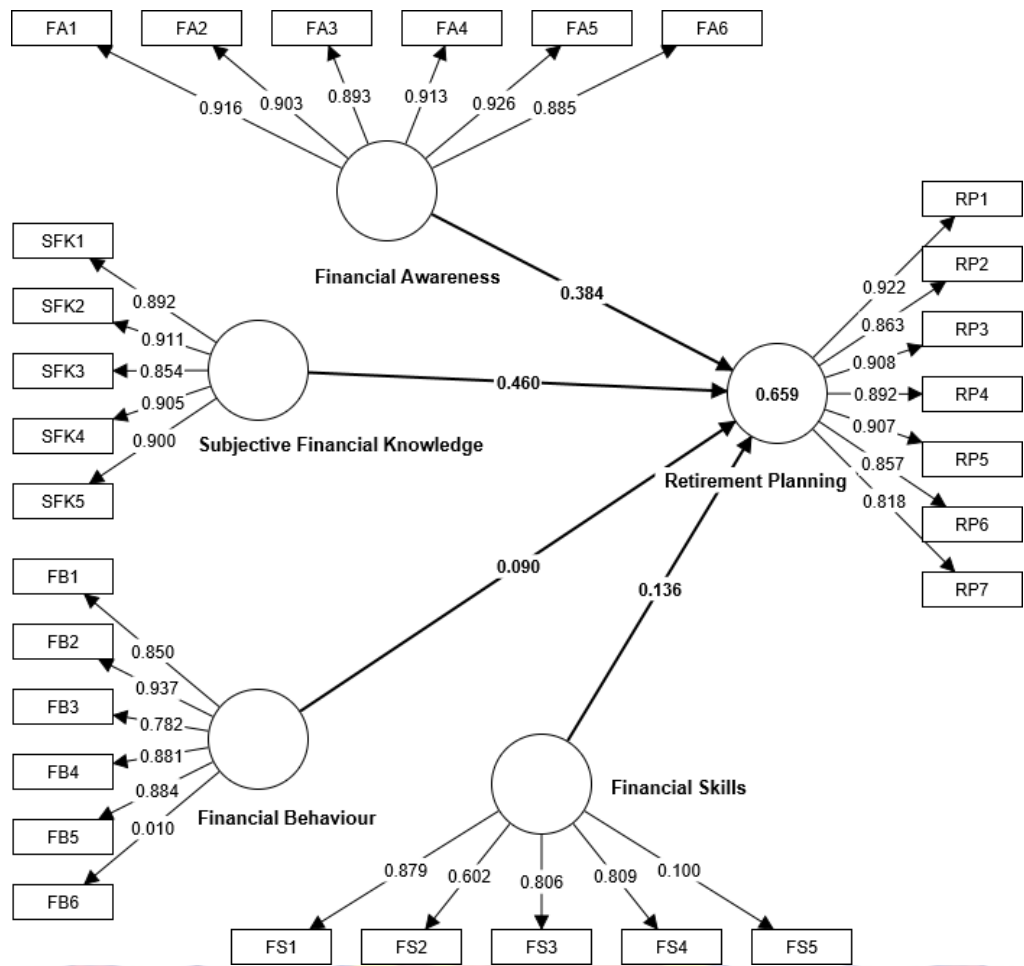 FA1 FA2 FA3 FA4 FA5 FA6
0.916 0.903 0.893 0.913 0.926 0.885
Financial Awareness
0.384
SFK1
SFK2
SFK3
SFK4
SFK5
0.892
0.911
0.854
0.905
0.900
Subjective Financial Knowledge
0.460
0.659
Retirement Planning
0.922
0.863
0.908
0.892
0.907
0.857
0.818
RP1
RP2
RP3
RP4
RP5
RP6
RP7
FB1
FB2
FB3
FB4
FB5
FB6
0.850
0.937
0.782
0.881
0.884
0.010
Financial Behaviour
0.090
0.136
Financial Skills
0.879 0.602 0.806 0.809 0.100
FS1 FS2 FS3 FS4 FS5